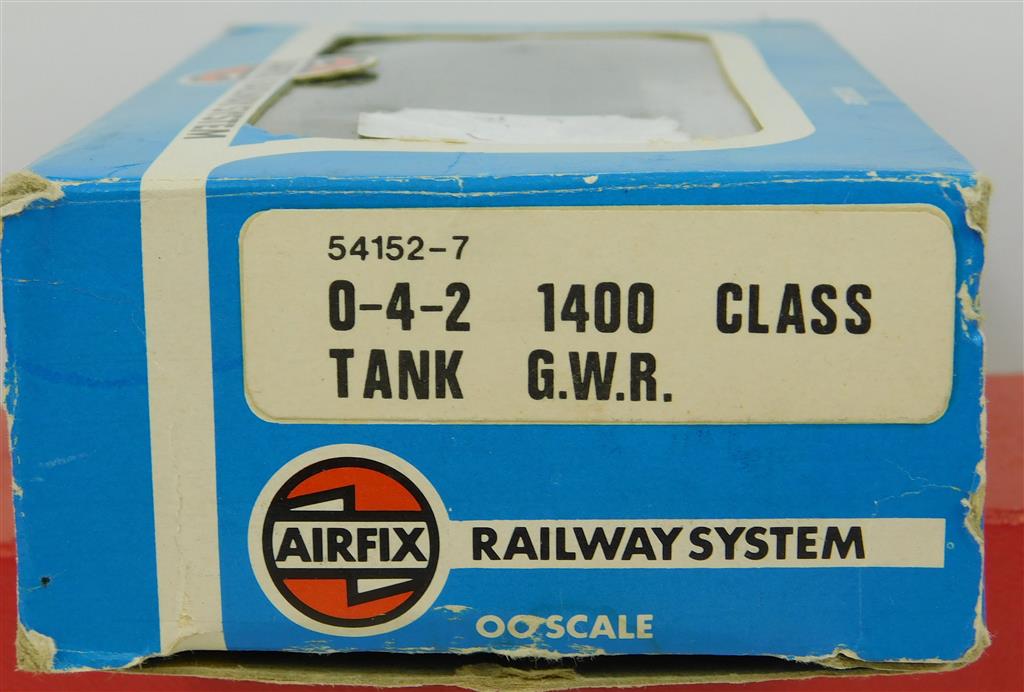 54152-7
0-4-2 1400 CLASS
TANK G.W.R.
AIRFIX RAILWAY SYSTEM
OO SCALE